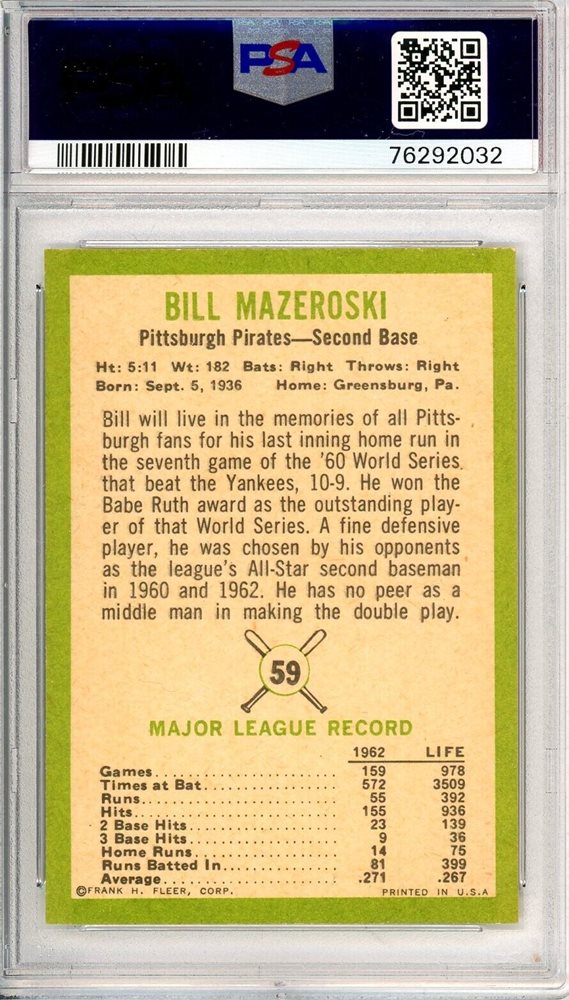 PSA
76292032
BILL MAZEROSKI
Pittsburgh Pirates—Second Base
Ht: 5:11 Wt: 182 Bats: Right Throws: Right
Born: Sept. 5, 1936 Home: Greensburg, Pa.
Bill will live in the memories of all Pitts-
burgh fans for his last inning home run in
the seventh game of the '60 World Series
that beat the Yankees, 10-9. He won the
Babe Ruth award as the outstanding play-
er of that World Series. A fine defensive
player, he was chosen by his opponents
as the league's All-Star second baseman
in 1960 and 1962. He has no peer as a
middle man in making the double play.
59
MAJOR LEAGUE RECORD
1962 LIFE
Games 159 978
Times at Bat 572 3509
Runs 55 392
Hits 155 936
2 Base Hits 23 139
3 Base Hits 9 36
Home Runs 14 75
Runs Batted In 81 399
Average .271 .267
©FRANK H. FLEER, CORP. PRINTED IN U.S.A